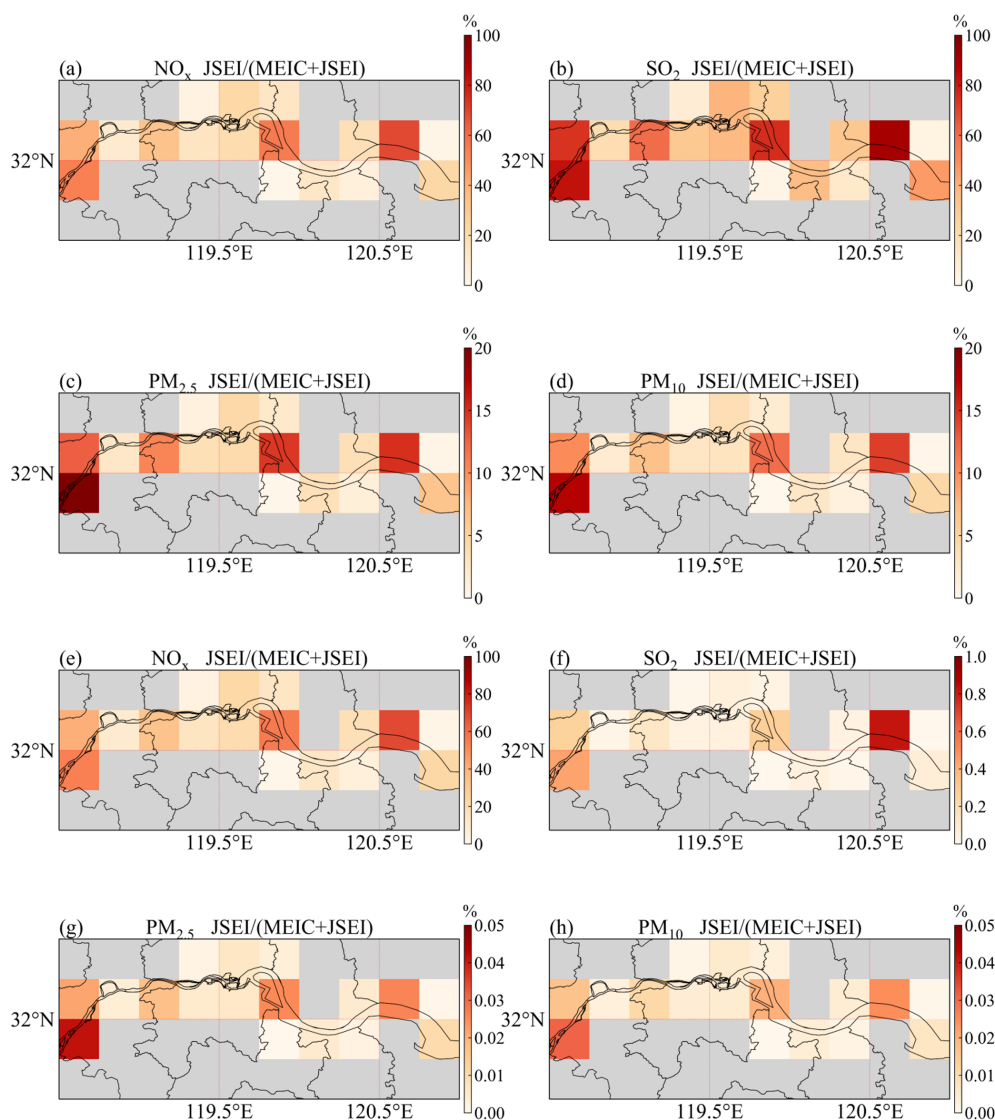 % %
100 100
(a) NOx JSEI/(MEIC+JSEI) (b) SO2 JSEI/(MEIC+JSEI)
80 80
60 60
32°N
40 40
20 20
119.5°E 120.5°E 119.5°E 120.5°E
0 0
% %
20 20
(c) PM2.5 JSEI/(MEIC+JSEI) (d) PM10 JSEI/(MEIC+JSEI)
15 15
32°N 10 10
5 5
119.5°E 120.5°E 119.5°E 120.5°E
0 0
% %
(e) NOx JSEI/(MEIC+JSEI) 100 (f) SO2 JSEI/(MEIC+JSEI) 1.0
80 0.8
60 0.6
32°N
40 0.4
20 0.2
119.5°E 120.5°E 0 119.5°E 120.5°E 0.0
% %
(g) PM2.5 JSEI/(MEIC+JSEI) 0.05 (h) PM10 JSEI/(MEIC+JSEI) 0.05
0.04 0.04
0.03 0.03
32°N
0.02 0.02
0.01 0.01
119.5°E 120.5°E 0.00 119.5°E 120.5°E 0.00